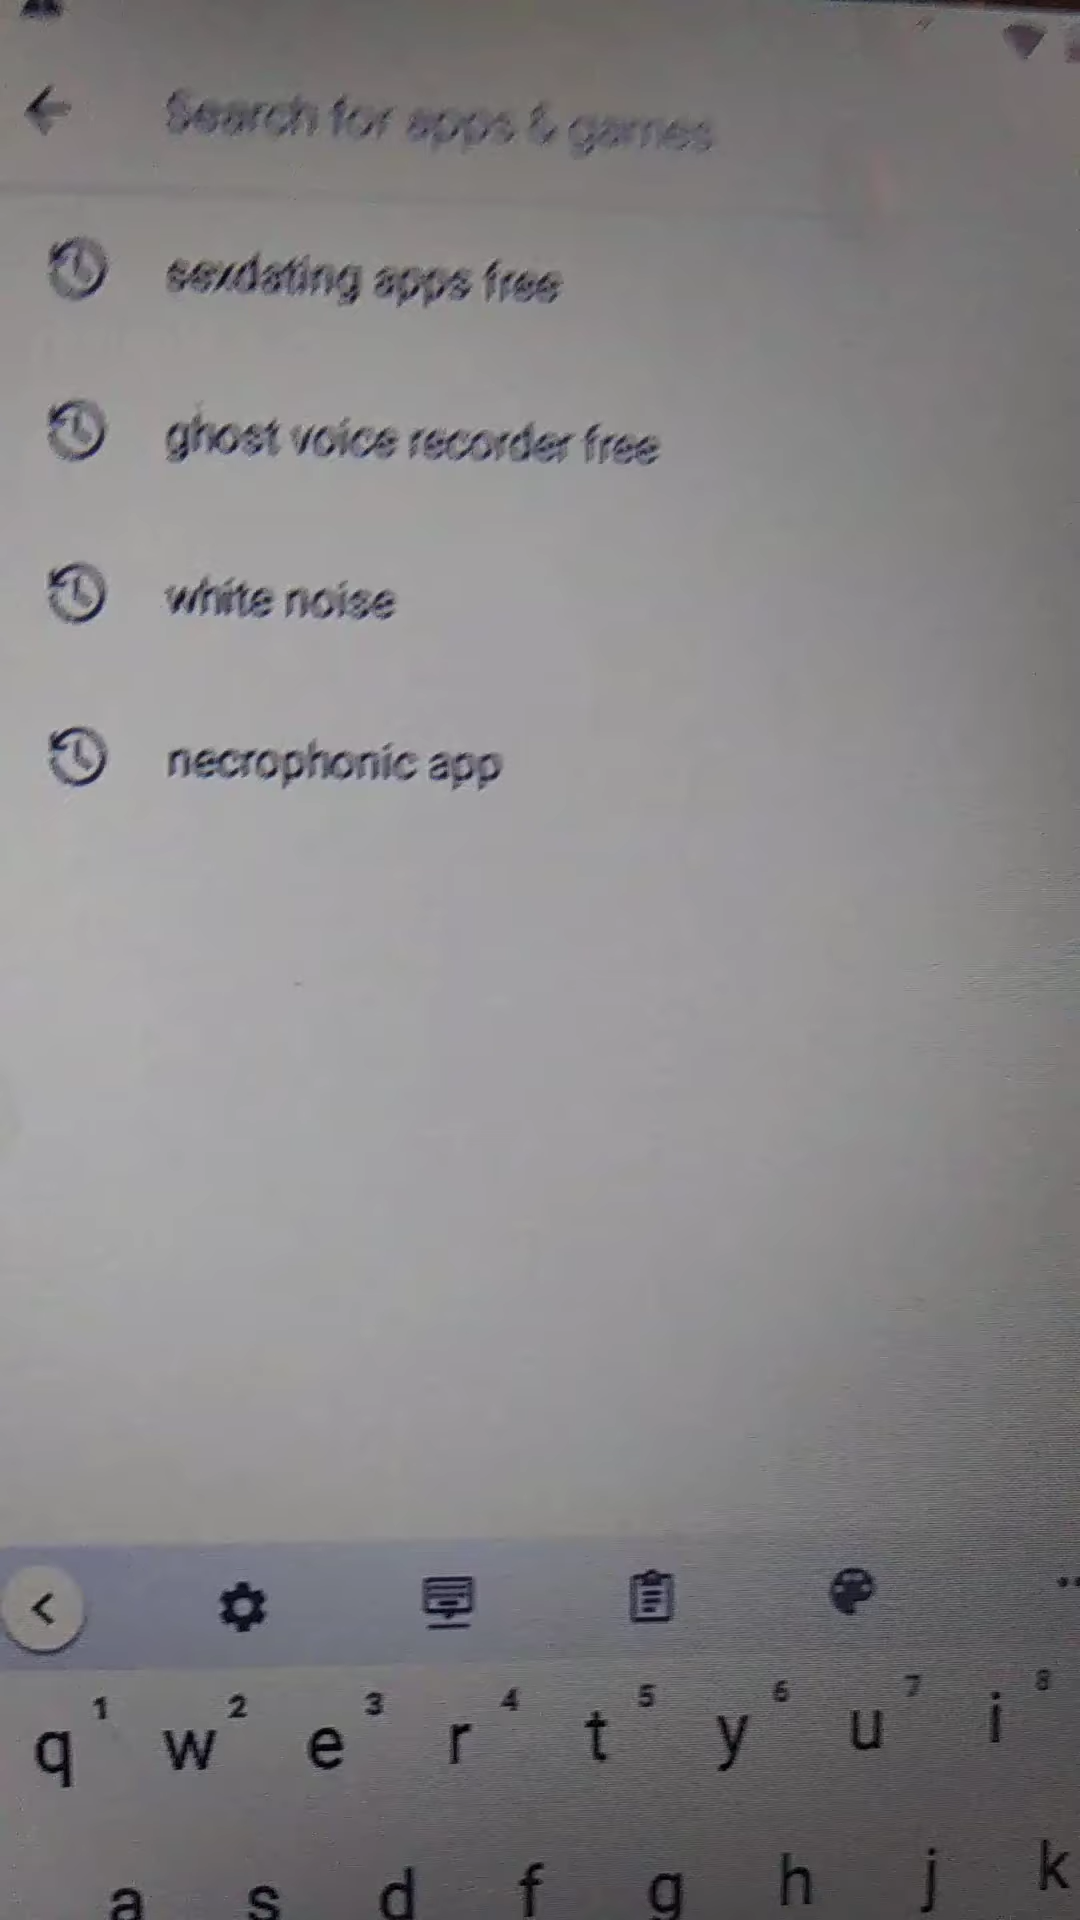 Search for apps & games
sexdating apps free
ghost voice recorder free
white noise
necrophonic app
1 2 3 4 5 6 7 8
q w e r t y u i
a s d f g h j k